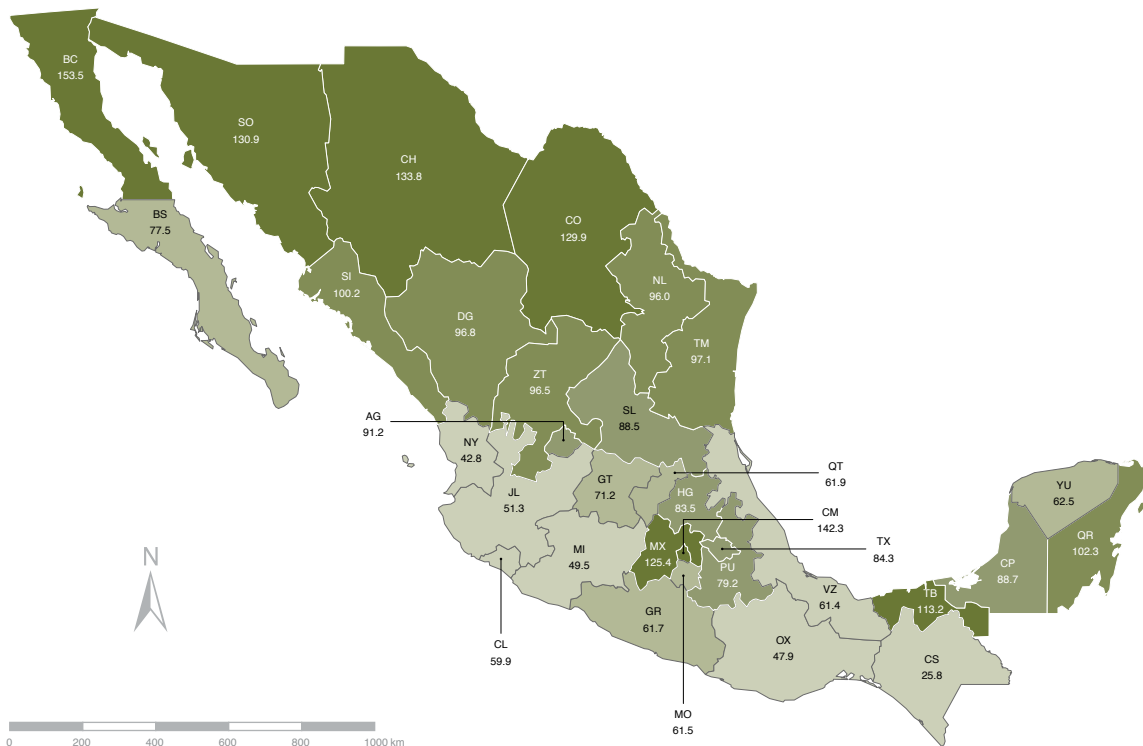 BC
153.5
SO
130.9
CH
133.8
CO
129.9
BS
77.5
SI
100.2
NL
96.0
DG
96.8
TM
97.1
ZT
96.5
SL
88.5
AG
91.2
NY
42.8
QT
61.9
GT
71.2
YU
62.5
JL
51.3
HG
83.5
CM
142.3
QR
102.3
TX
84.3
MX
125.4
MI
49.5
PU
79.2
CP
88.7
VZ
61.4
TB
113.2
GR
61.7
OX
47.9
CS
25.8
CL
59.9
MO
61.5
N
0 200 400 600 800 1000 km